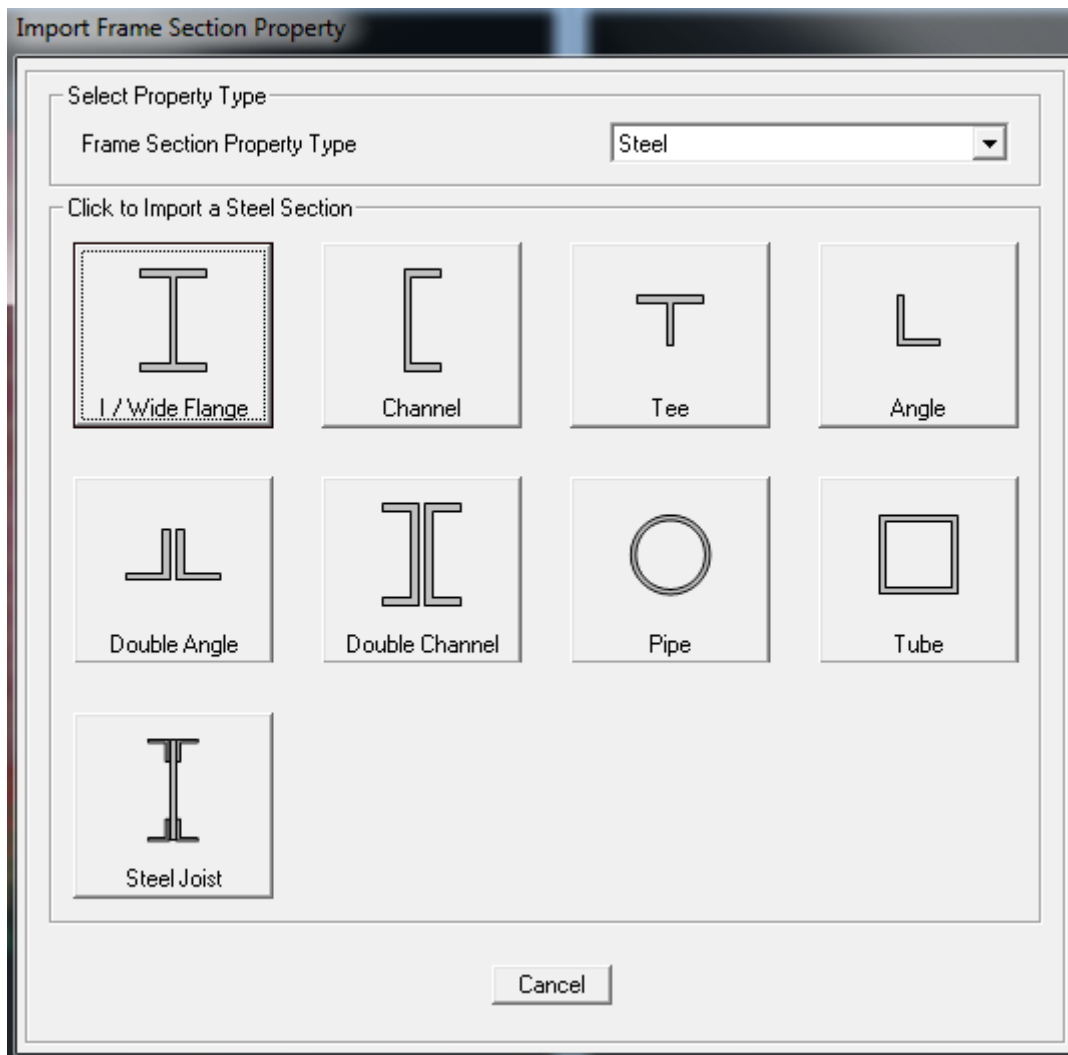 Import Frame Section Property
Select Property Type
Frame Section Property Type
Steel
Click to Import a Steel Section
I / Wide Flange
Channel
Tee
Angle
Double Angle
Double Channel
Pipe
Tube
Steel Joist
Cancel